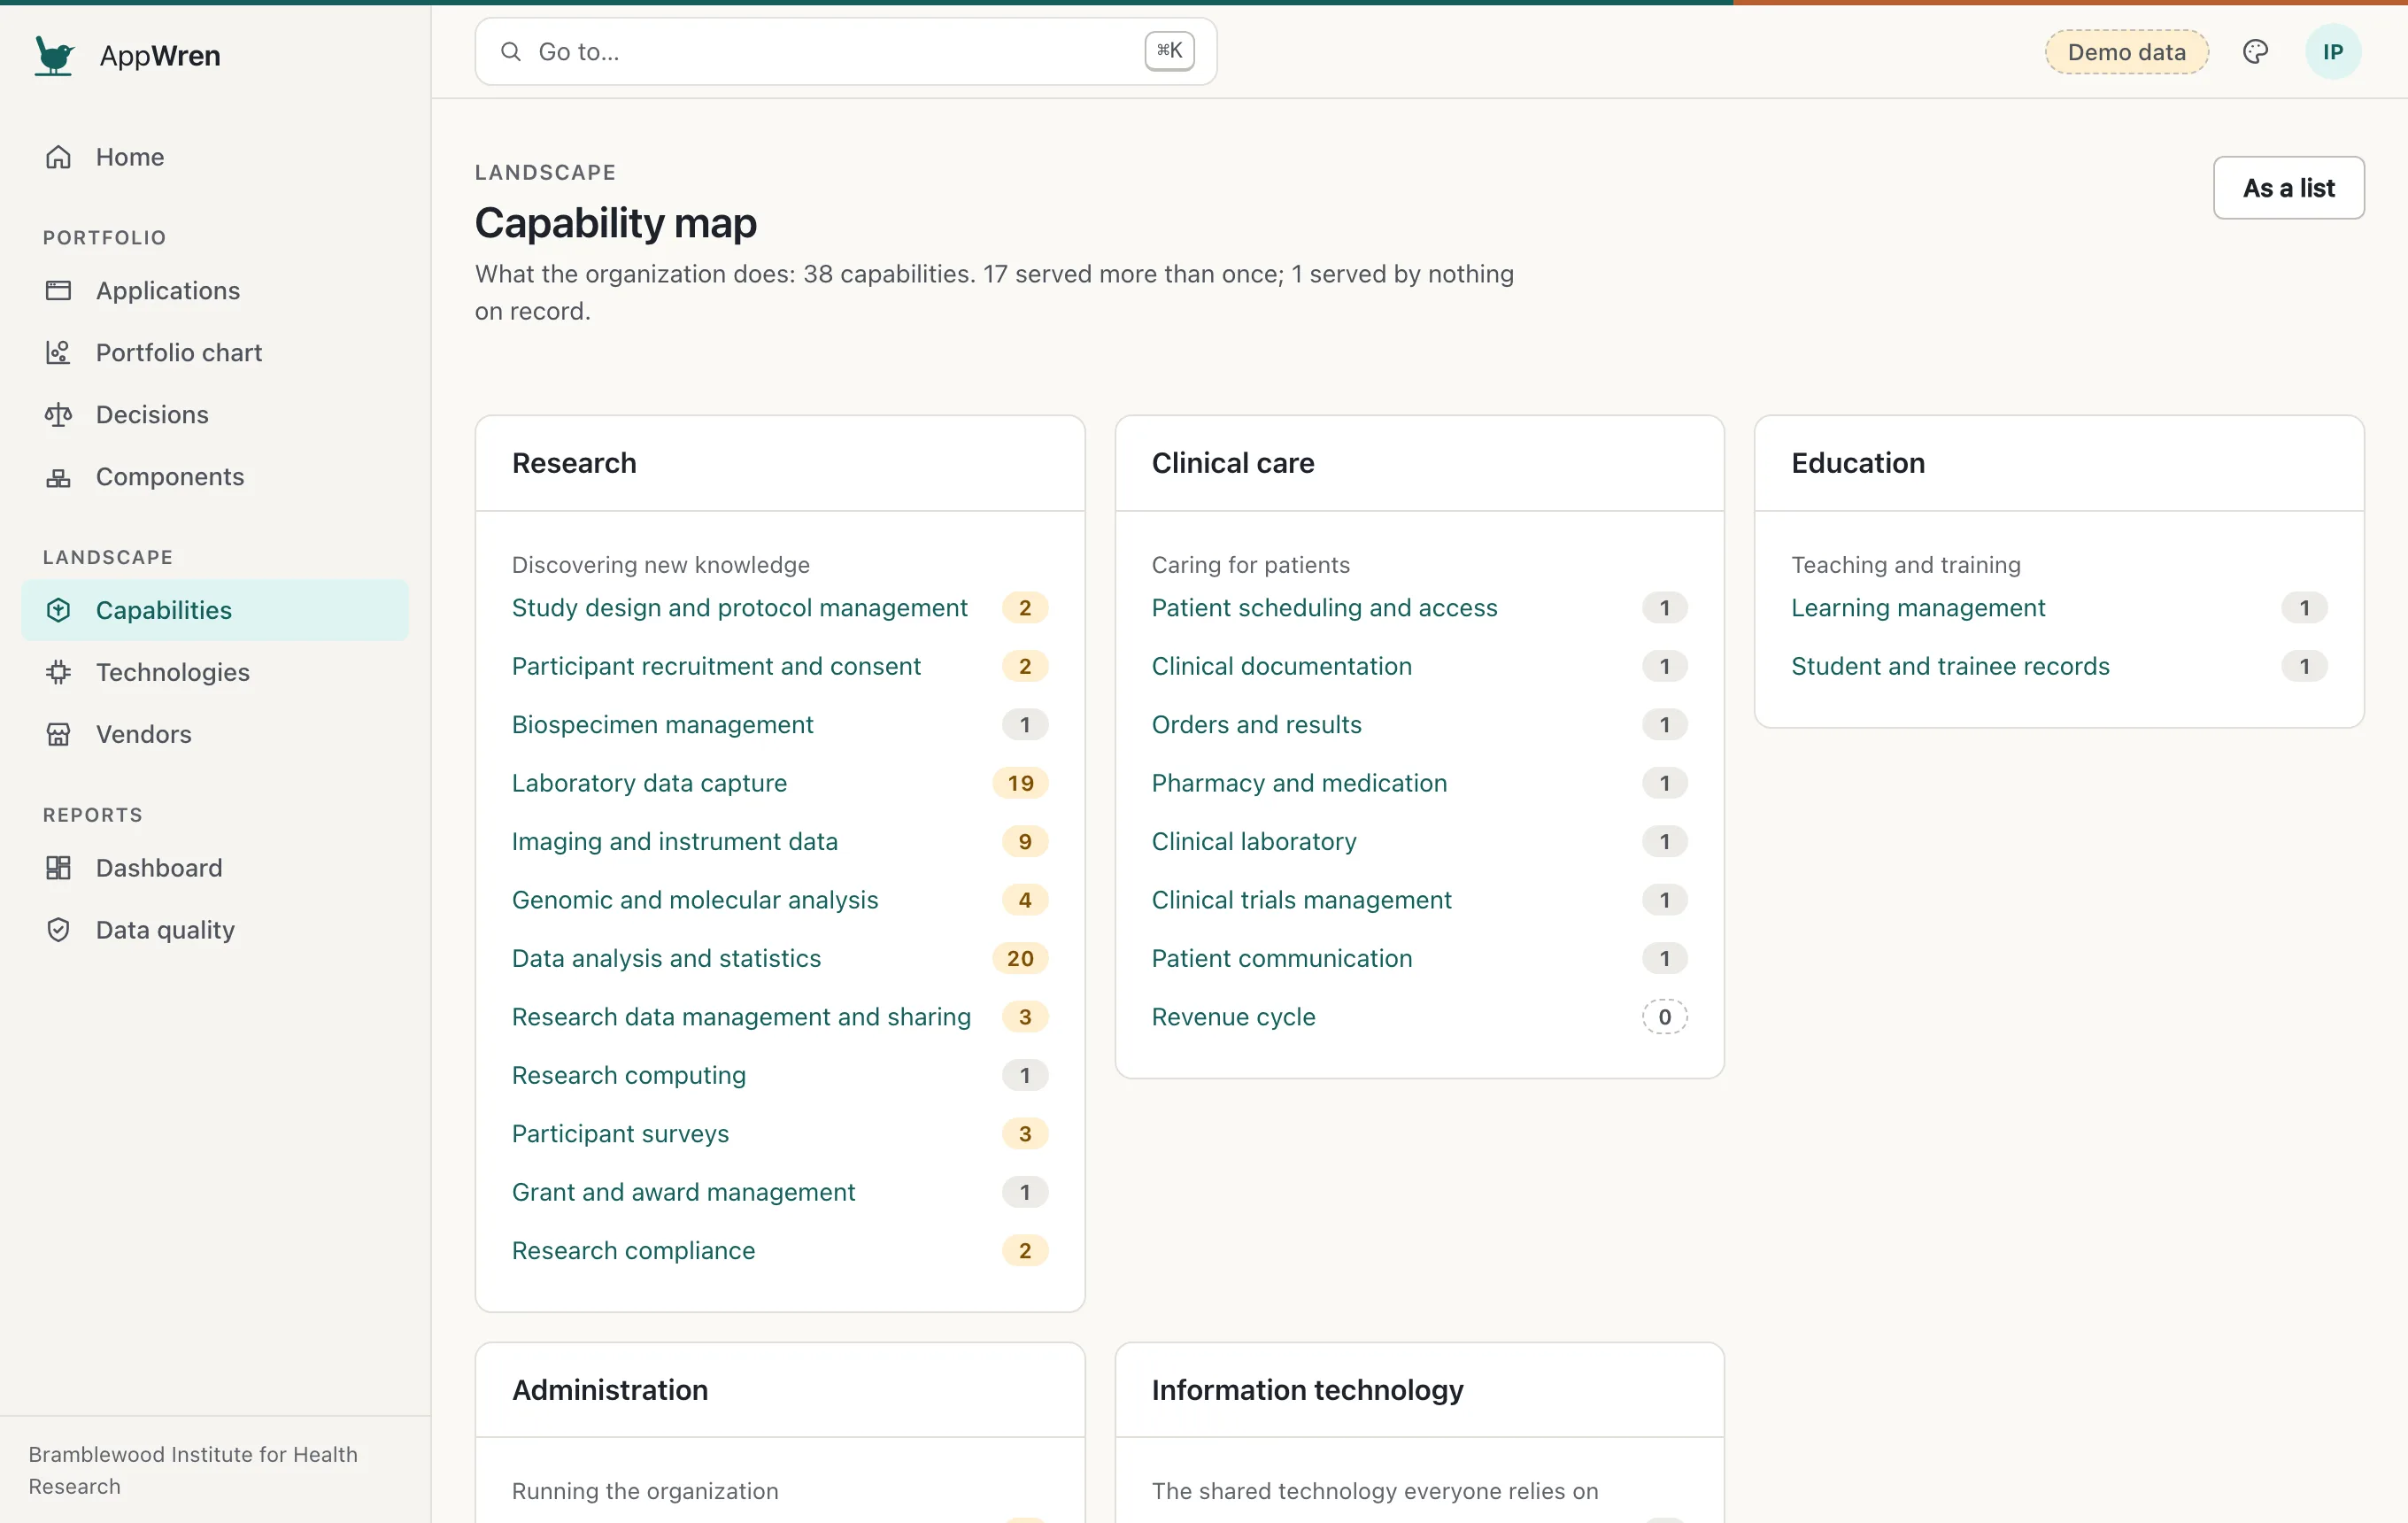 AppWren
Go to...
⌘K
Demo data
IP
Home
PORTFOLIO
Applications
Portfolio chart
Decisions
Components
LANDSCAPE
Capabilities
Technologies
Vendors
REPORTS
Dashboard
Data quality
Bramblewood Institute for Health
Research
LANDSCAPE
Capability map
What the organization does: 38 capabilities. 17 served more than once; 1 served by nothing
on record.
As a list
Research
Discovering new knowledge
Study design and protocol management 2
Participant recruitment and consent 2
Biospecimen management 1
Laboratory data capture 19
Imaging and instrument data 9
Genomic and molecular analysis 4
Data analysis and statistics 20
Research data management and sharing 3
Research computing 1
Participant surveys 3
Grant and award management 1
Research compliance 2
Clinical care
Caring for patients
Patient scheduling and access 1
Clinical documentation 1
Orders and results 1
Pharmacy and medication 1
Clinical laboratory 1
Clinical trials management 1
Patient communication 1
Revenue cycle 0
Education
Teaching and training
Learning management 1
Student and trainee records 1
Administration
Running the organization
Information technology
The shared technology everyone relies on